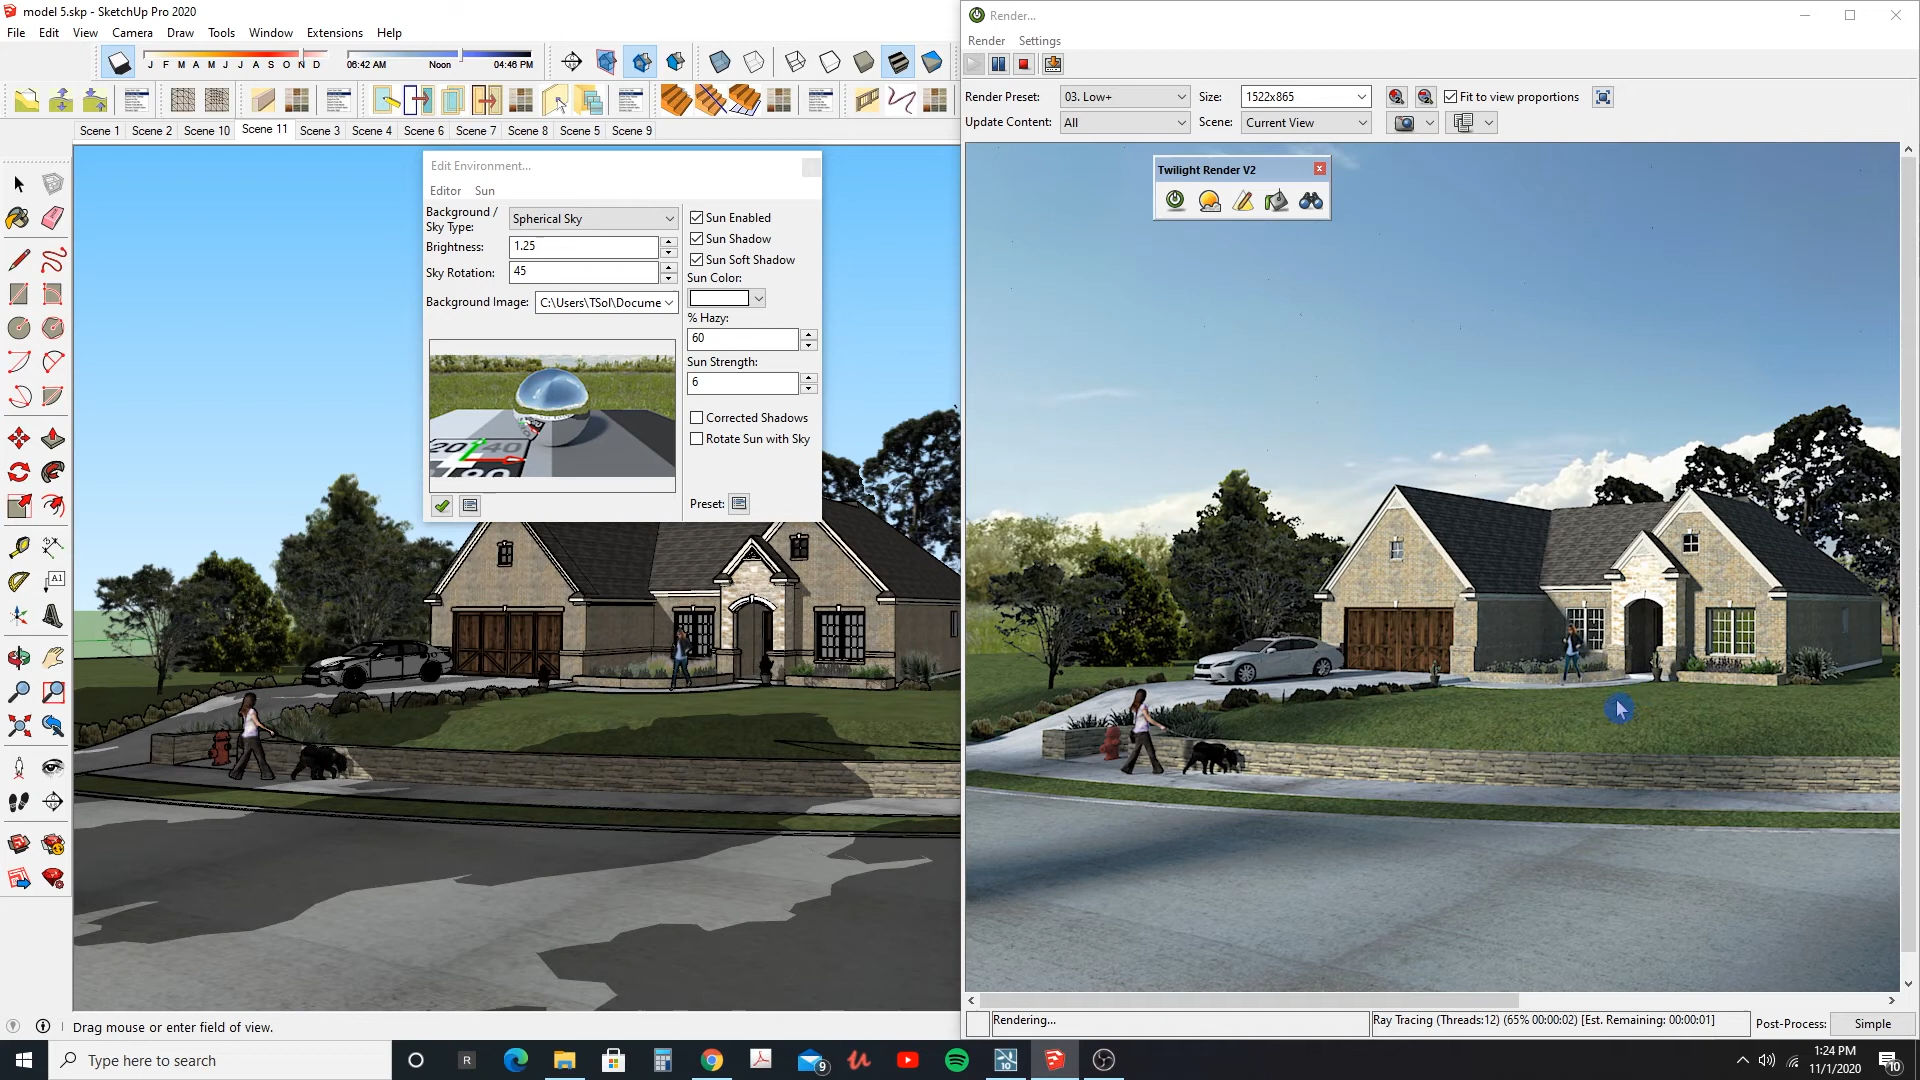 model 5.skp - SketchUp Pro 2020
File Edit View Camera Draw Tools Window Extensions Help
J F M A M J J A S O N D
06:42 AM Noon 04:46 PM
Scene 1 Scene 2 Scene 10 Scene 11 Scene 3 Scene 4 Scene 6 Scene 7 Scene 8 Scene 5 Scene 9
Edit Environment...
Editor Sun
Background /
Sky Type:
Spherical Sky
Brightness:
1.25
Sky Rotation:
45
Background Image:
C:\Users\TSol\Docume
20 40
180
Sun Enabled
Sun Shadow
Sun Soft Shadow
Sun Color:
% Hazy:
60
Sun Strength:
6
Corrected Shadows
Rotate Sun with Sky
Preset:
A1
Drag mouse or enter field of view.
Render...
Render Settings
Render Preset: 03. Low+ Size: 1522x865 Fit to view proportions
Update Content: All Scene: Current View
Twilight Render V2
Rendering...
Ray Tracing (Threads:12) (65% 00:00:02) [Est. Remaining: 00:00:01]
Post-Process: Simple
Type here to search
R
9
10
1:24 PM
11/1/2020
10